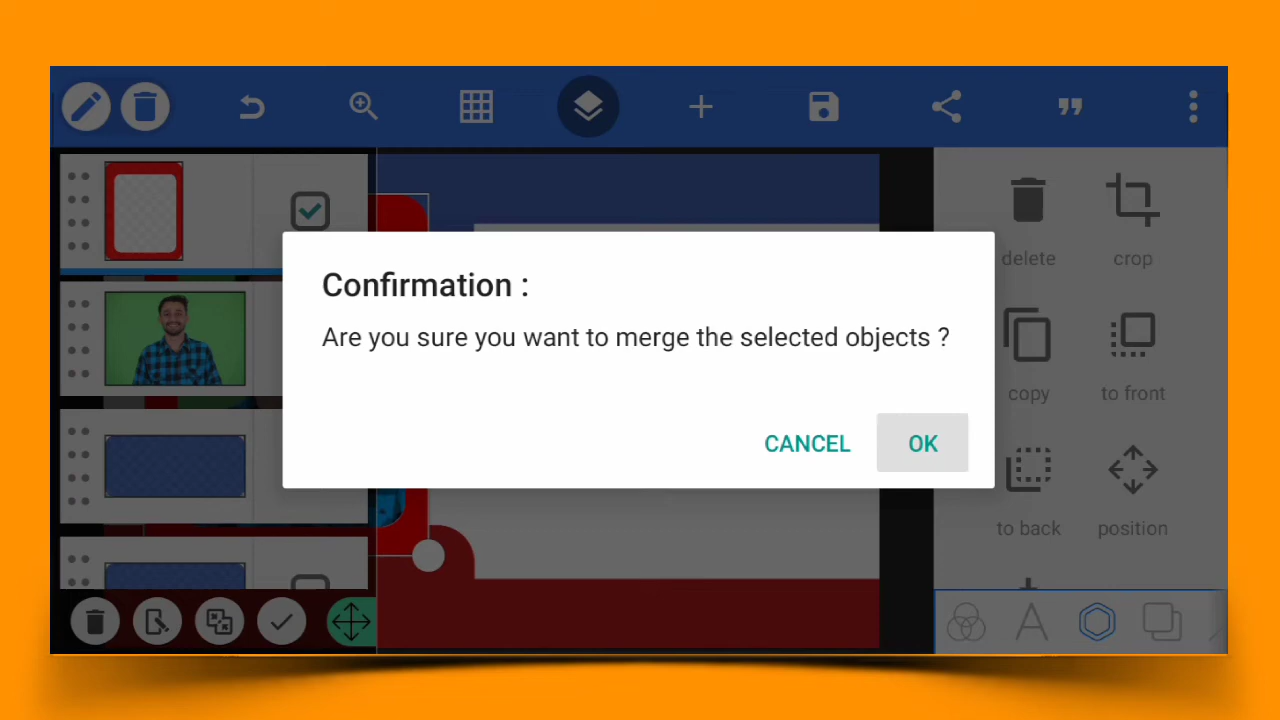 delete crop
Confirmation :
Are you sure you want to merge the selected objects ?
copy to front
CANCEL OK
to back position